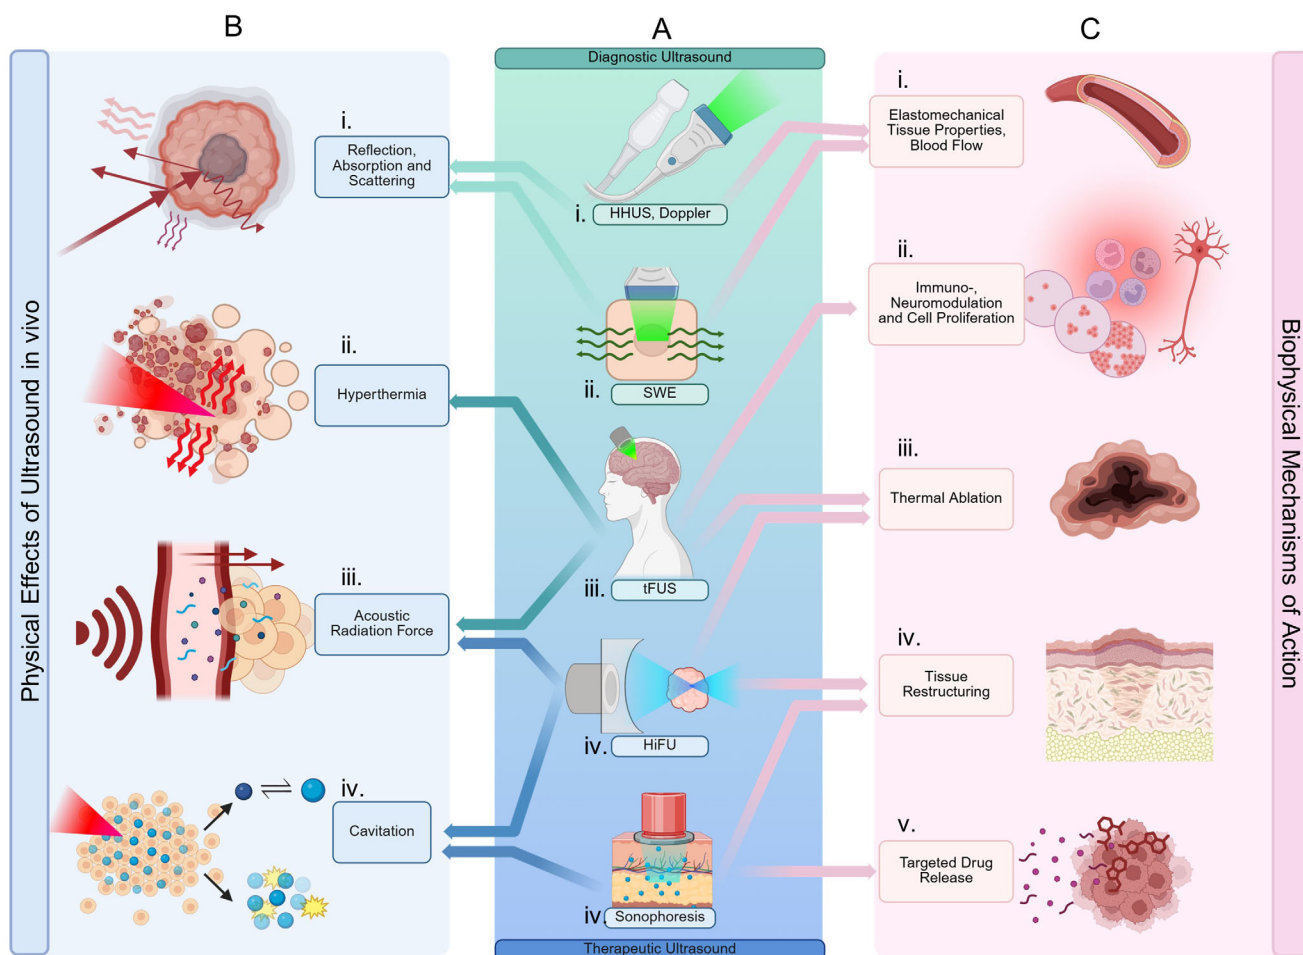 B
A
C
Physical Effects of Ultrasound in vivo
i.
Reflection,
Absorption and
Scattering
ii.
Hyperthermia
iii.
Acoustic
Radiation Force
iv.
Cavitation
Diagnostic Ultrasound
i.
HHUS, Doppler
ii.
SWE
iii.
tFUS
iv.
HiFU
iv.
Sonophoresis
Therapeutic Ultrasound
i.
Elastomechanical
Tissue Properties,
Blood Flow
ii.
Immuno-,
Neuromodulation
and Cell Proliferation
iii.
Thermal Ablation
iv.
Tissue
Restructuring
v.
Targeted Drug
Release
Biophysical Mechanisms of Action